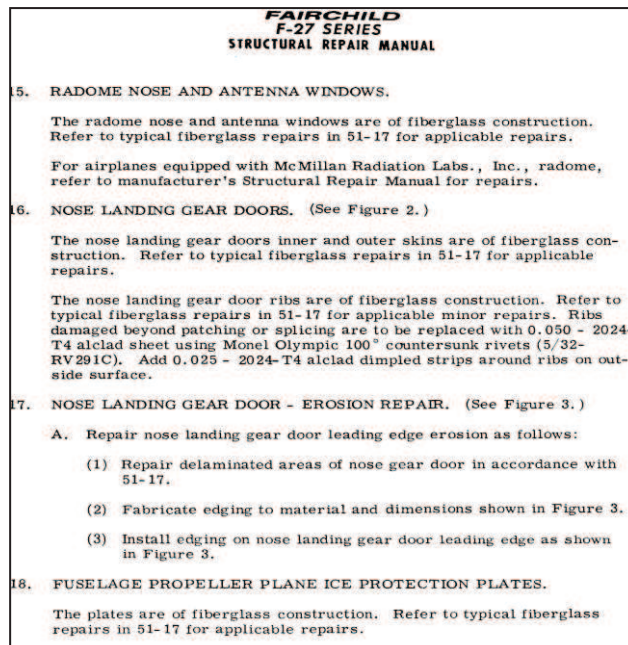 FAIRCHILD
F-27 SERIES
STRUCTURAL REPAIR MANUAL
15. RADOME NOSE AND ANTENNA WINDOWS.
The radome nose and antenna windows are of fiberglass construction.
Refer to typical fiberglass repairs in 51-17 for applicable repairs.
For airplanes equipped with McMillan Radiation Labs., Inc., radome,
refer to manufacturer's Structural Repair Manual for repairs.
16. NOSE LANDING GEAR DOORS. (See Figure 2.)
The nose landing gear doors inner and outer skins are of fiberglass con-
struction. Refer to typical fiberglass repairs in 51-17 for applicable
repairs.
The nose landing gear door ribs are of fiberglass construction. Refer to
typical fiberglass repairs in 51-17 for applicable minor repairs. Ribs
damaged beyond patching or splicing are to be replaced with 0.050 - 2024-
T4 alclad sheet using Monel Olympic 100° countersunk rivets (5/32-
RV291C). Add 0.025 - 2024-T4 alclad dimpled strips around ribs on out-
side surface.
17. NOSE LANDING GEAR DOOR - EROSION REPAIR. (See Figure 3.)
A. Repair nose landing gear door leading edge erosion as follows:
(1) Repair delaminated areas of nose gear door in accordance with
51-17.
(2) Fabricate edging to material and dimensions shown in Figure 3.
(3) Install edging on nose landing gear door leading edge as shown
in Figure 3.
18. FUSELAGE PROPELLER PLANE ICE PROTECTION PLATES.
The plates are of fiberglass construction. Refer to typical fiberglass
repairs in 51-17 for applicable repairs.